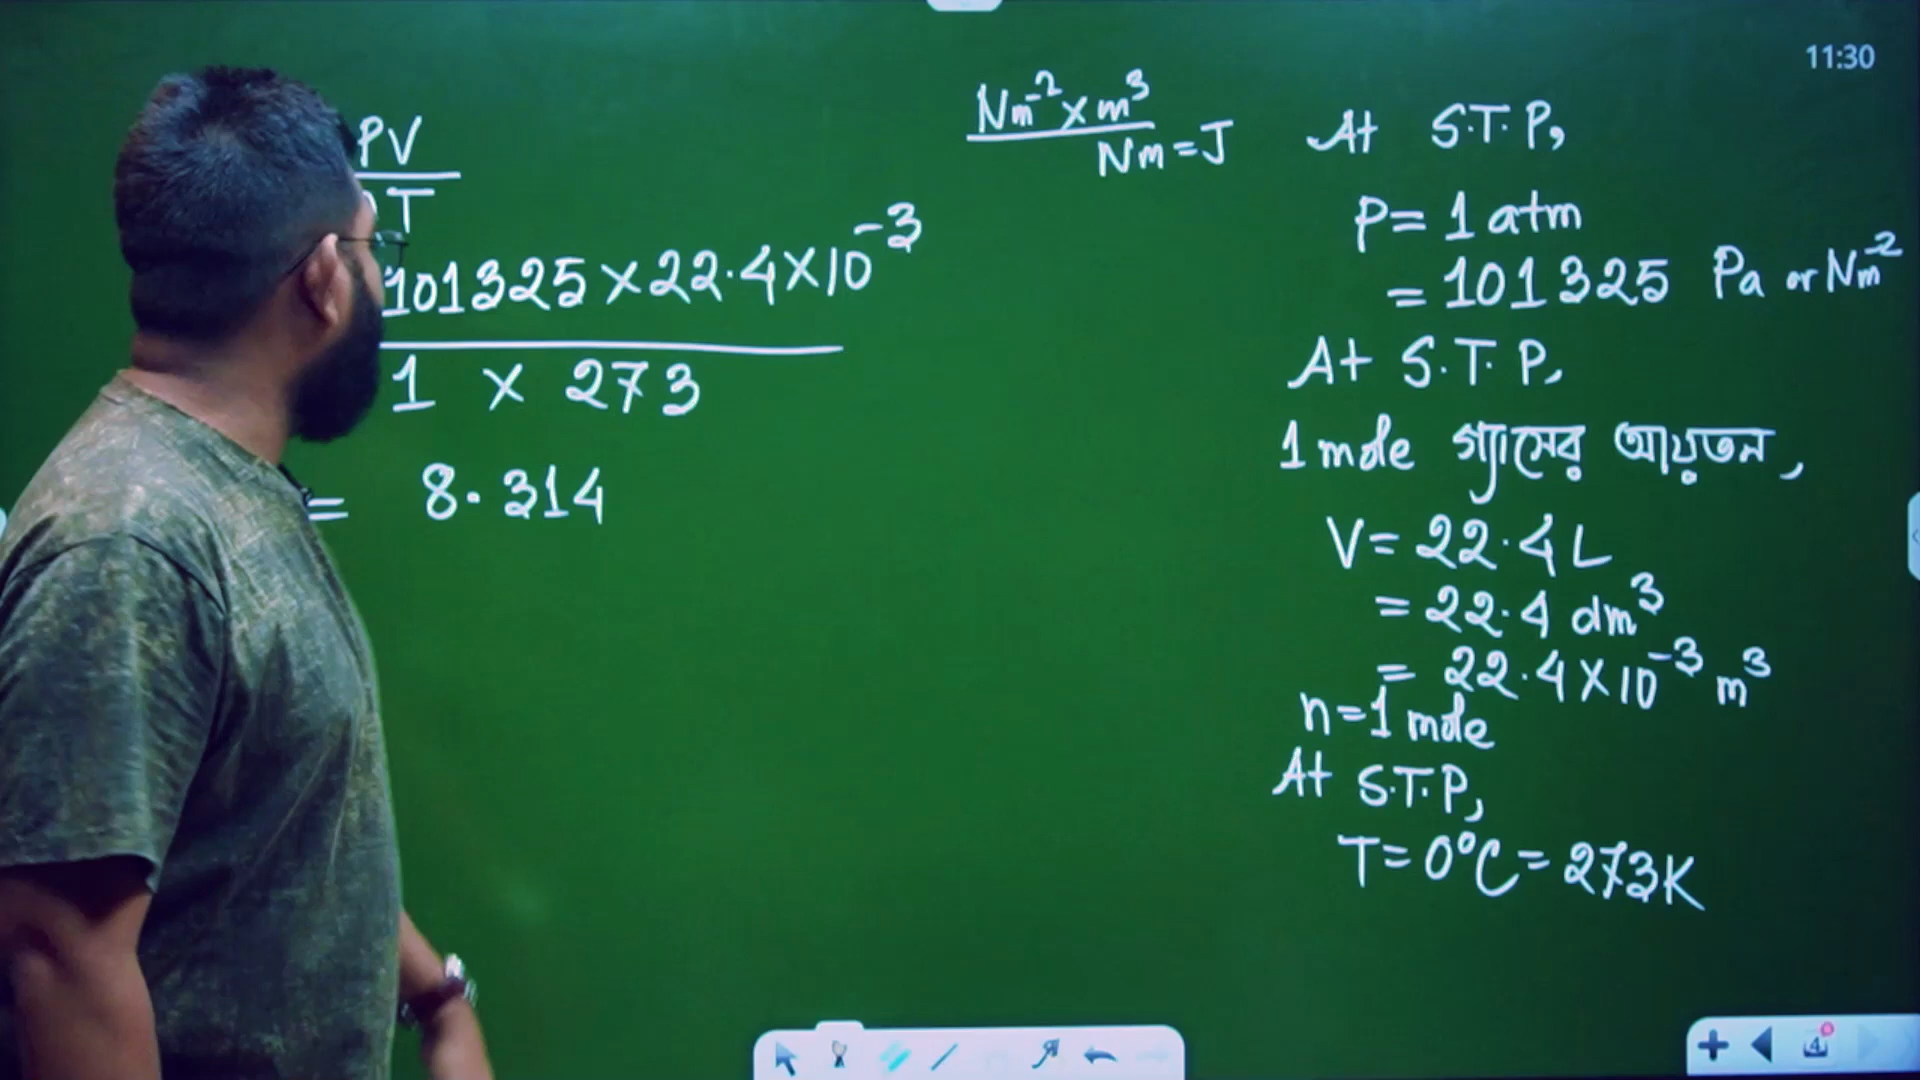 11:30
PV
nT
101325×22.4×10⁻³
1 × 273
= 8.314
Nm⁻²×m³
Nm=J
At S.T.P,
P= 1 atm
= 101325 Pa or Nm⁻²
At S.T.P,
1 mole গ্যাসের আয়তন,
V= 22.4 L
= 22.4 dm³
= 22.4×10⁻³ m³
n=1 mole
At S.T.P,
T= 0°C = 273K
4